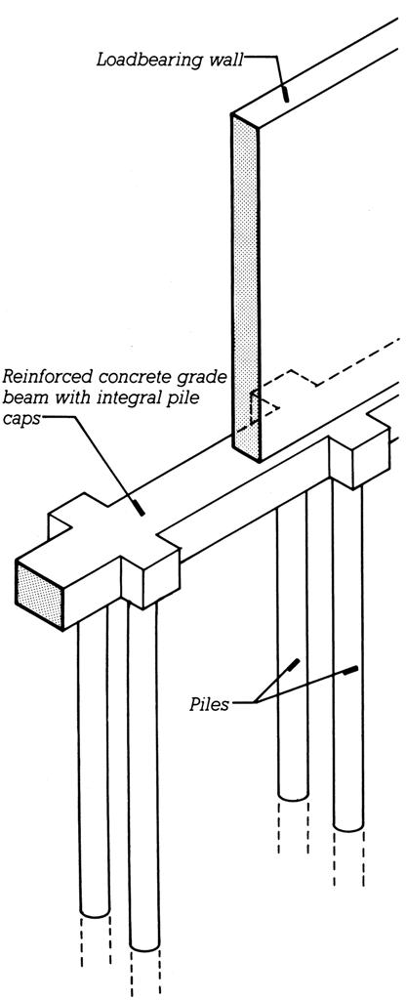 Loadbearing wall
Reinforced concrete grade
beam with integral pile
caps
Piles